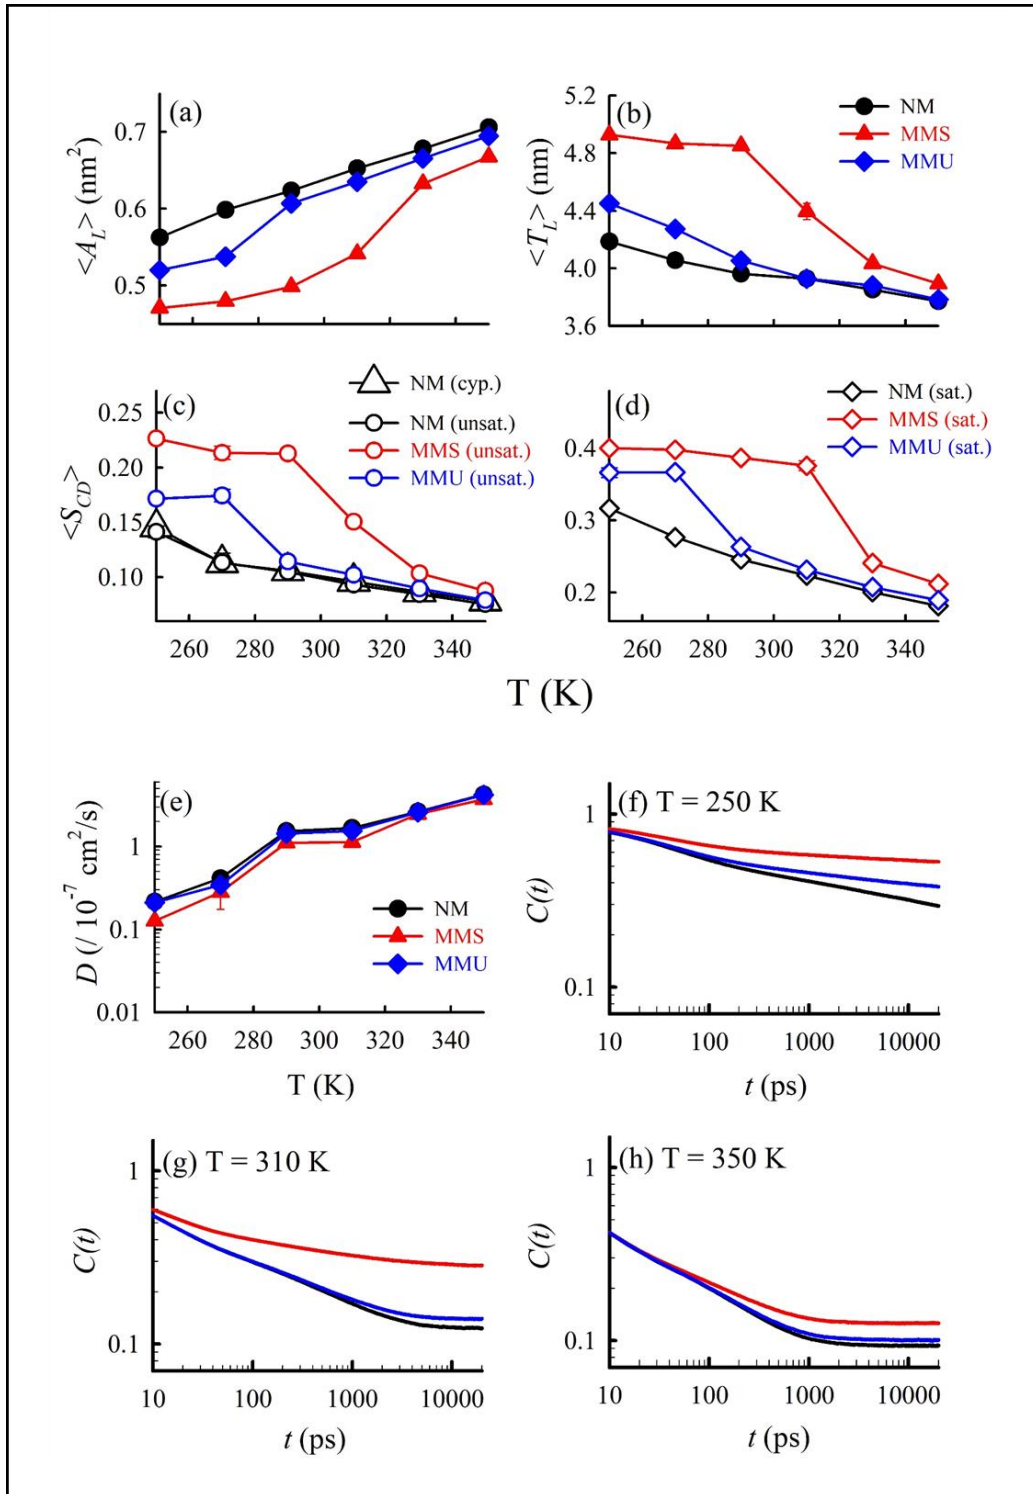 (a)
<A_L> (nm²)
0.7
0.6
0.5
(b)
<T_L> (nm)
5.2
4.8
4.4
4.0
3.6
NM
MMS
MMU
(c)
<S_CD>
0.25
0.20
0.15
0.10
NM (cyp.)
NM (unsat.)
MMS (unsat.)
MMU (unsat.)
260 280 300 320 340
(d)
0.4
0.3
0.2
NM (sat.)
MMS (sat.)
MMU (sat.)
260 280 300 320 340
T (K)
(e)
D (/ 10⁻⁷ cm²/s)
1
0.1
0.01
NM
MMS
MMU
260 280 300 320 340
T (K)
(f) T = 250 K
C(t)
1
0.1
10 100 1000 10000
t (ps)
(g) T = 310 K
C(t)
1
0.1
10 100 1000 10000
t (ps)
(h) T = 350 K
C(t)
1
0.1
10 100 1000 10000
t (ps)